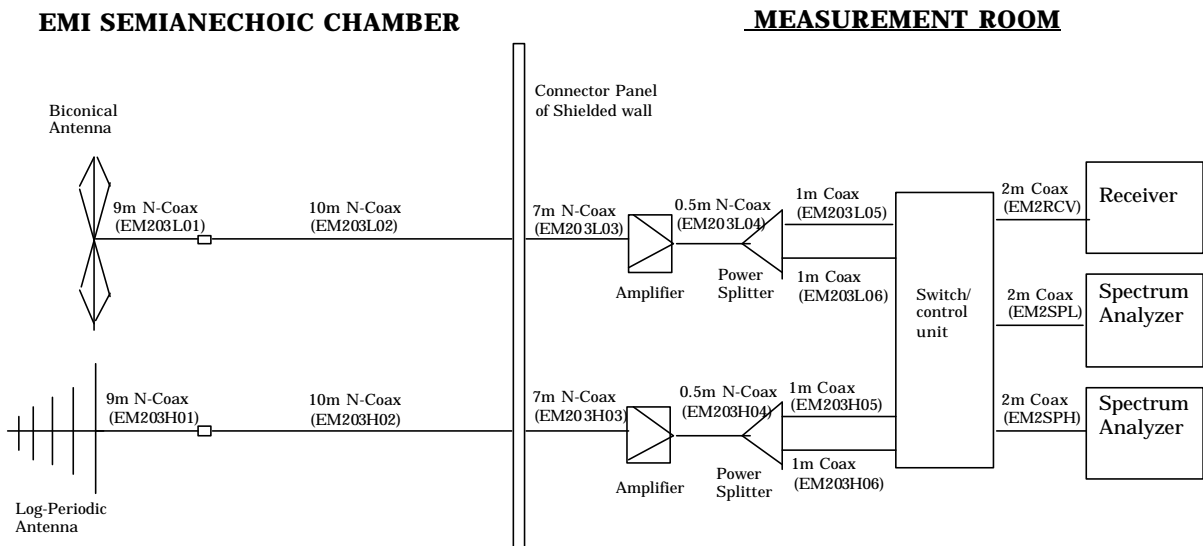 EMI SEMIANECHOIC CHAMBER
MEASUREMENT ROOM
Connector Panel
of Shielded wall
Biconical
Antenna
9m N-Coax
(EM203L01)
10m N-Coax
(EM203L02)
7m N-Coax
(EM203L03)
0.5m N-Coax
(EM203L04)
1m Coax
(EM203L05)
2m Coax
(EM2RCV)
Receiver
Amplifier
Power
Splitter
1m Coax
(EM203L06)
Switch/
control
unit
2m Coax
(EM2SPL)
Spectrum
Analyzer
9m N-Coax
(EM203H01)
10m N-Coax
(EM203H02)
7m N-Coax
(EM203H03)
0.5m N-Coax
(EM203H04)
1m Coax
(EM203H05)
2m Coax
(EM2SPH)
Spectrum
Analyzer
Amplifier
Power
Splitter
1m Coax
(EM203H06)
Log-Periodic
Antenna